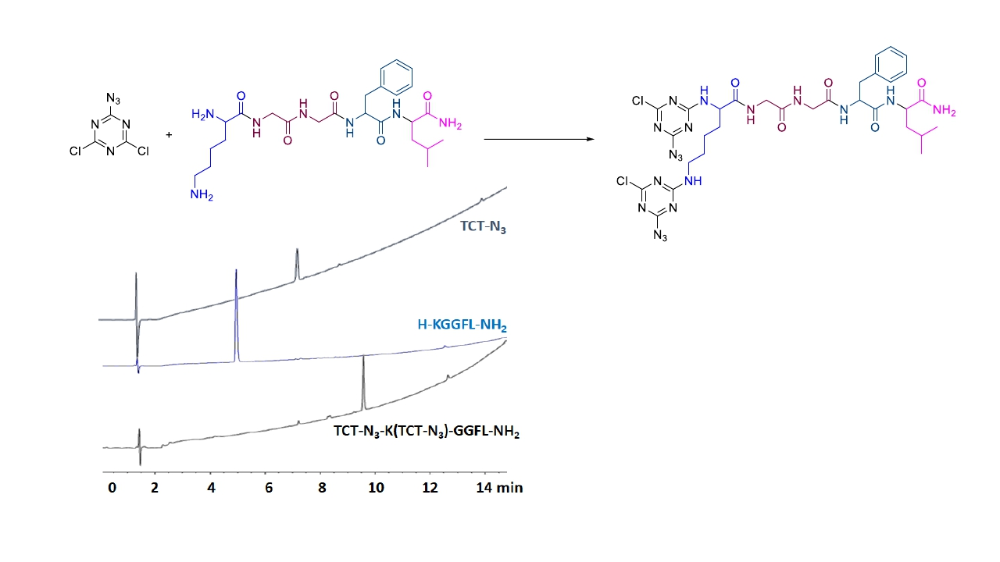 N₃
N
N
N
Cl
Cl
+
H₂N
O
N
H
O
H
N
O
N
H
O
H
N
O
NH₂
NH₂
Cl
N
N
N
N₃
H
N
O
N
H
O
H
N
O
N
H
O
H
N
O
NH₂
Cl
N
N
N
NH
N₃
TCT-N₃
H-KGGFL-NH₂
TCT-N₃-K(TCT-N₃)-GGFL-NH₂
0 2 4 6 8 10 12 14 min